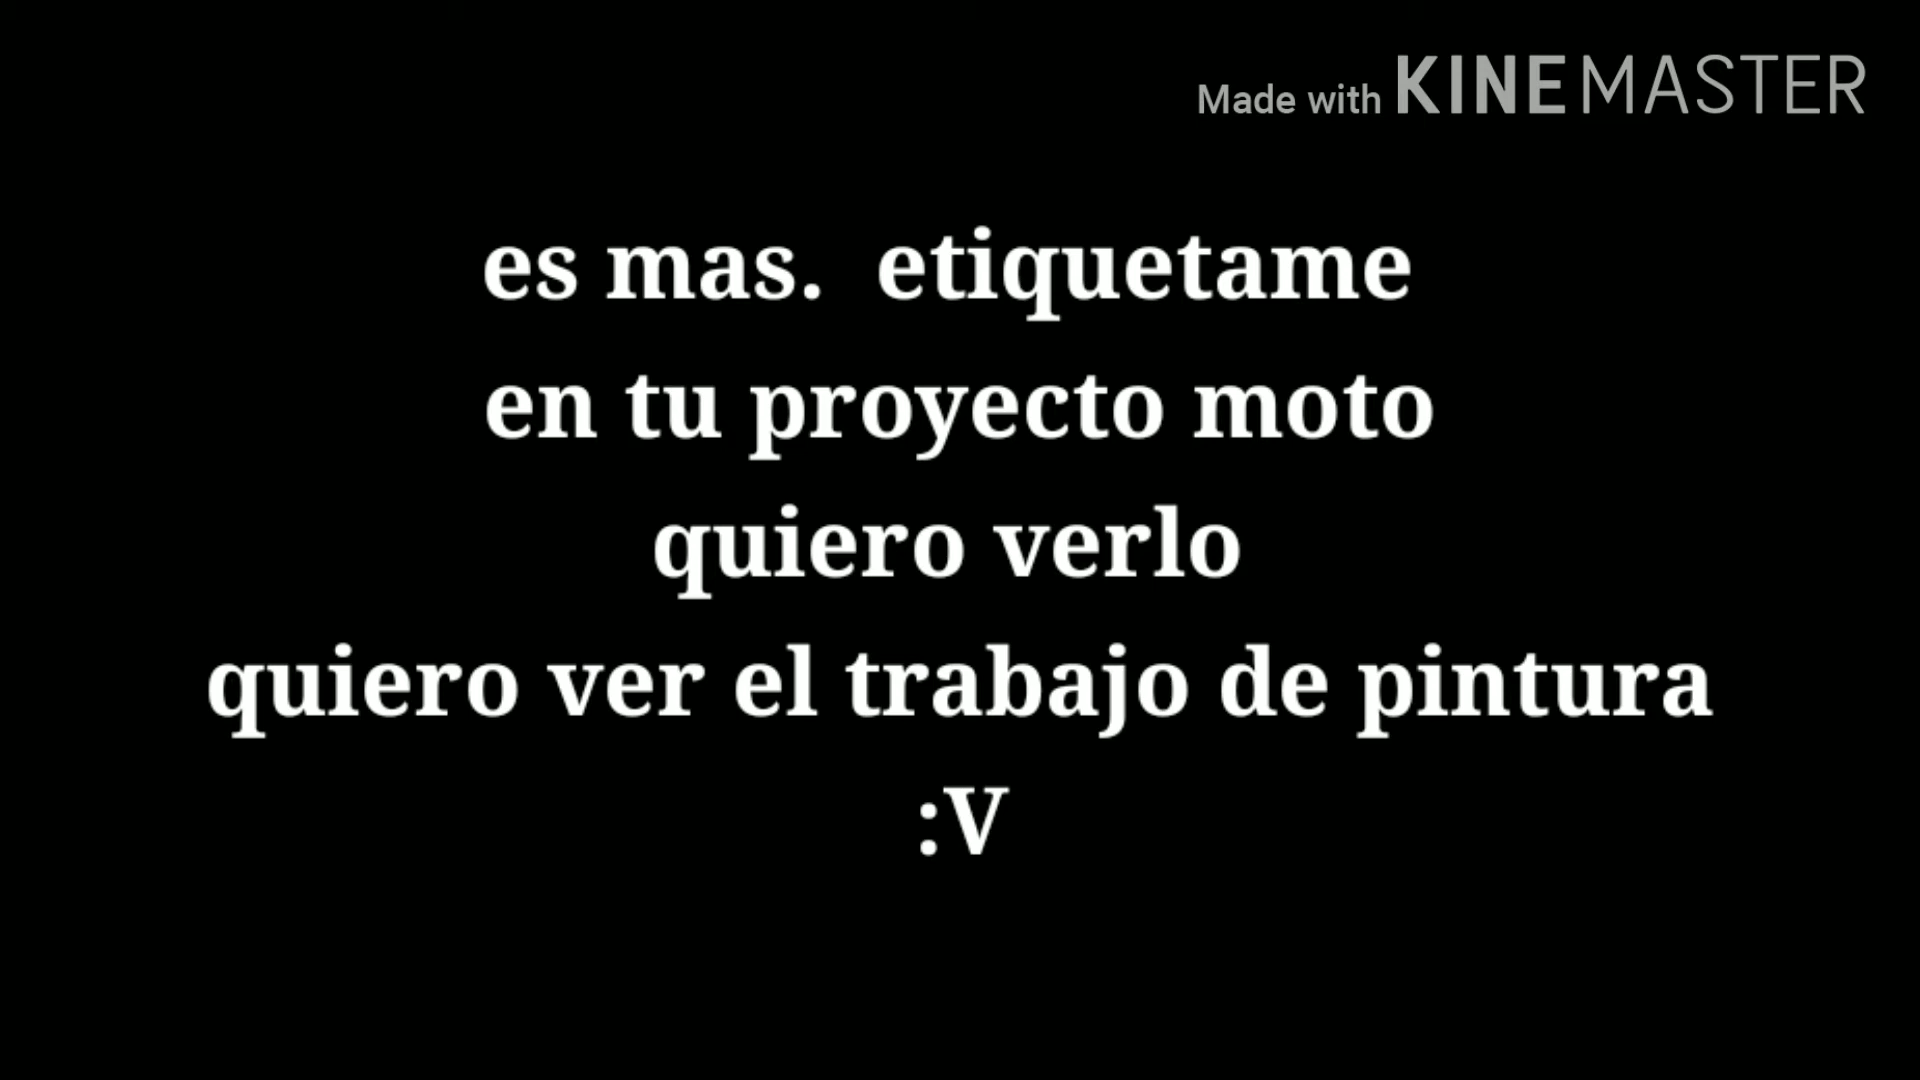 Made with KINEMASTER
es mas.  etiquetame
en tu proyecto moto
quiero verlo
quiero ver el trabajo de pintura
:V